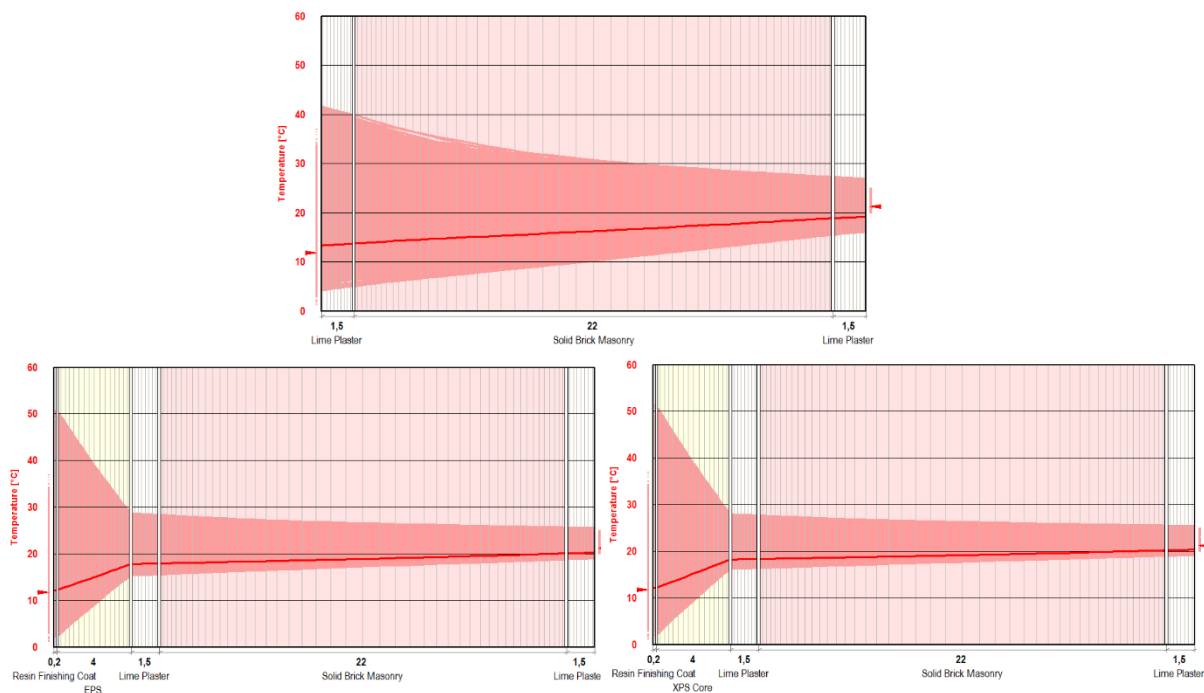 60
50
40
30
20
10
0
Temperature [°C]
1,5 22 1,5
Lime Plaster Solid Brick Masonry Lime Plaster
60
50
40
30
20
10
0
Temperature [°C]
0,2 4 1,5 22 1,5
Resin Finishing Coat Lime Plaster Solid Brick Masonry Lime Plaster
EPS
60
50
40
30
20
10
0
Temperature [°C]
0,2 4 1,5 22 1,5
Resin Finishing Coat Lime Plaster Solid Brick Masonry Lime Plaster
XPS Core